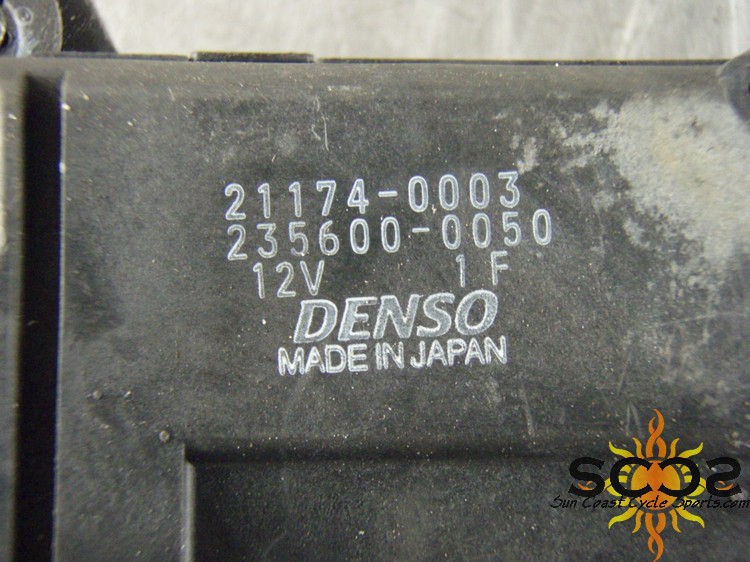 21174-0003
235600-0050
12V 1F
DENSO
MADE IN JAPAN
SCCS
Sun Coast Cycle Sports.com